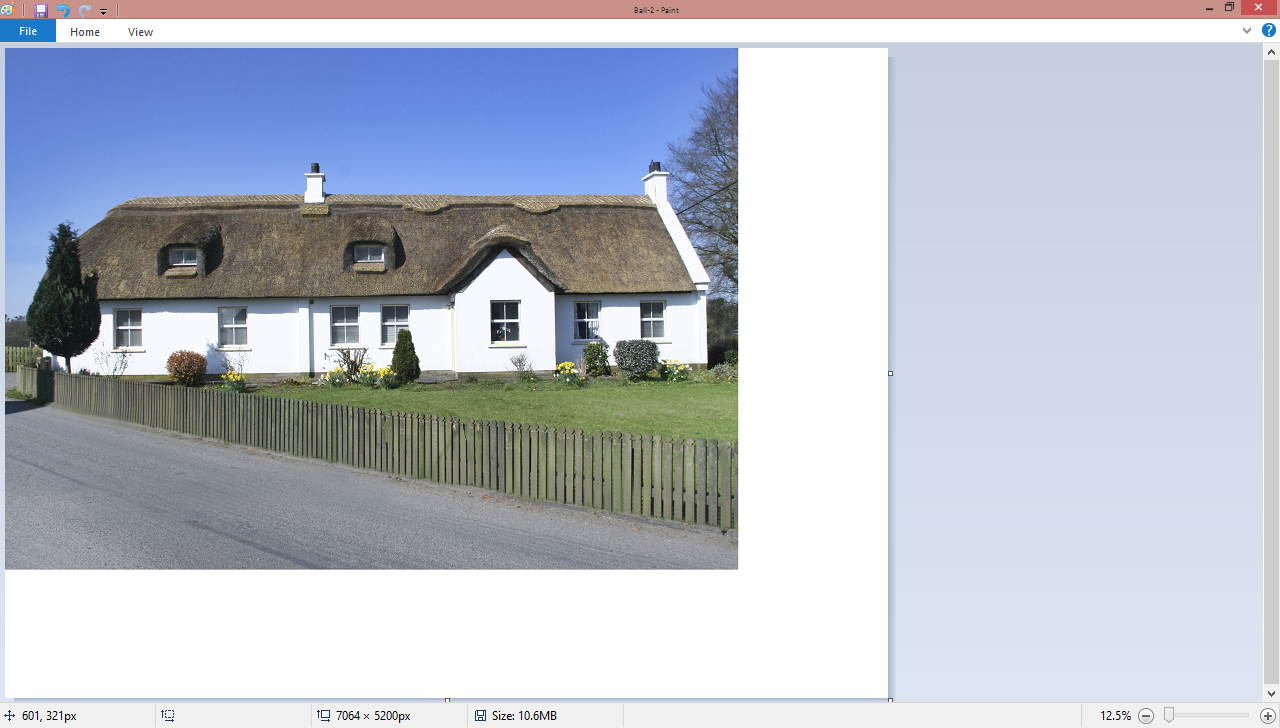 Ball-2 - Paint
File Home View
601, 321px 7064 × 5200px Size: 10.6MB 12.5%